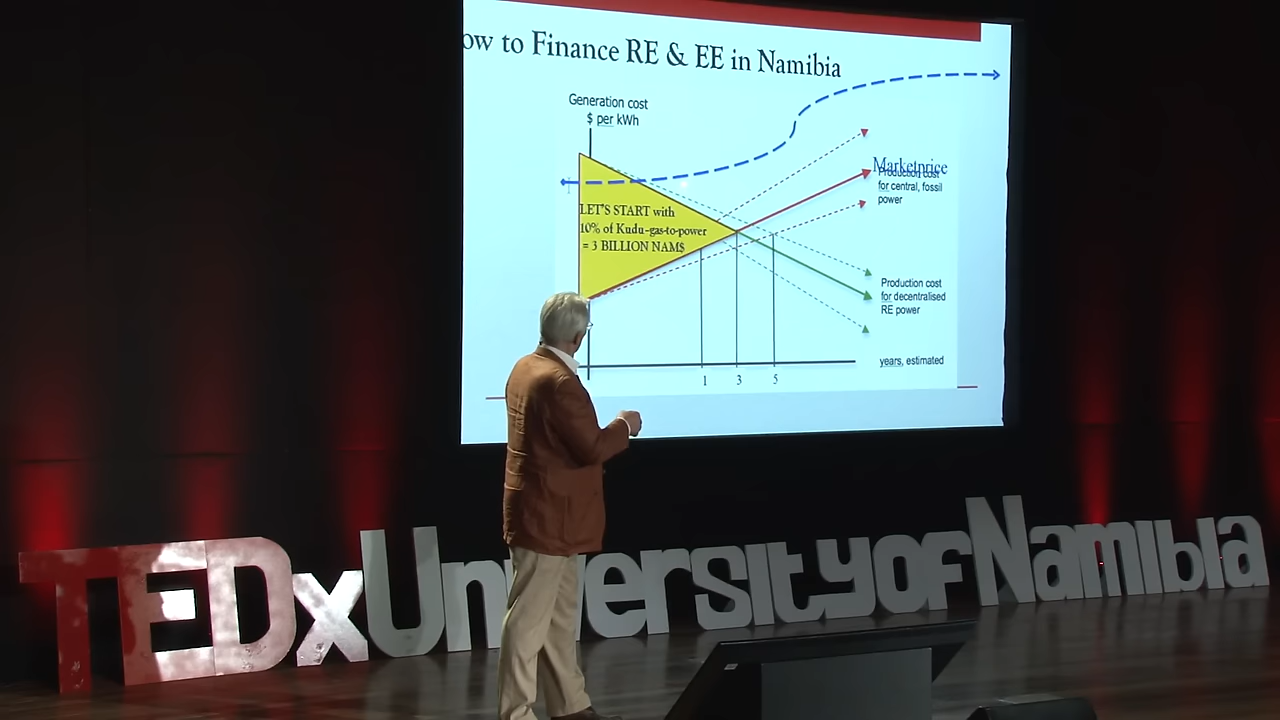 ow to Finance RE & EE in Namibia
Generation cost
$ per kWh
Marketprice
Production cost
for central, fossil
power
LET'S START with
10% of Kudu-gas-to-power
= 3 BILLION NAM$
Production cost
for decentralised
RE power
years, estimated
1 3 5
TEDxUniversityofNamibia